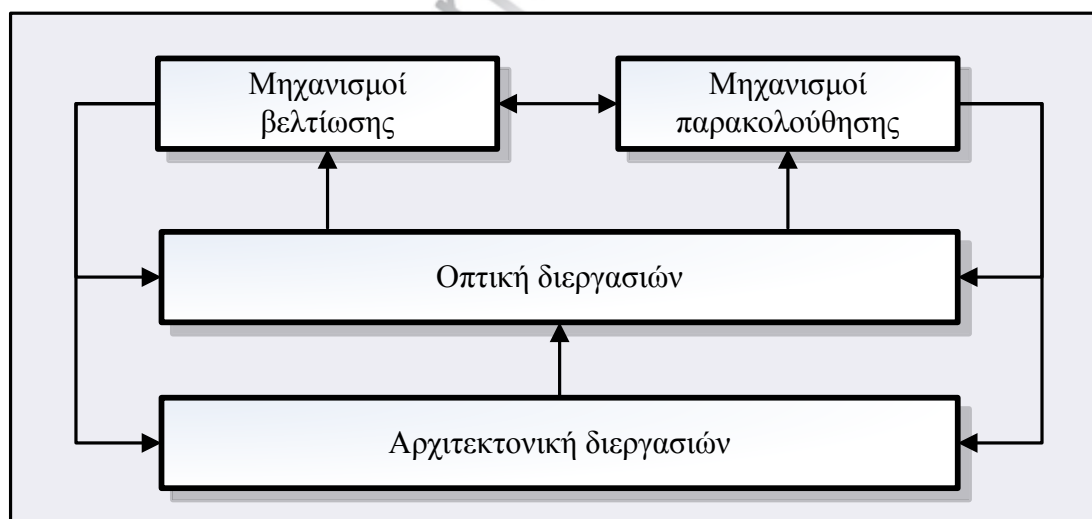 Μηχανισμοί
βελτίωσης
Μηχανισμοί
παρακολούθησης
Οπτική διεργασιών
Αρχιτεκτονική διεργασιών